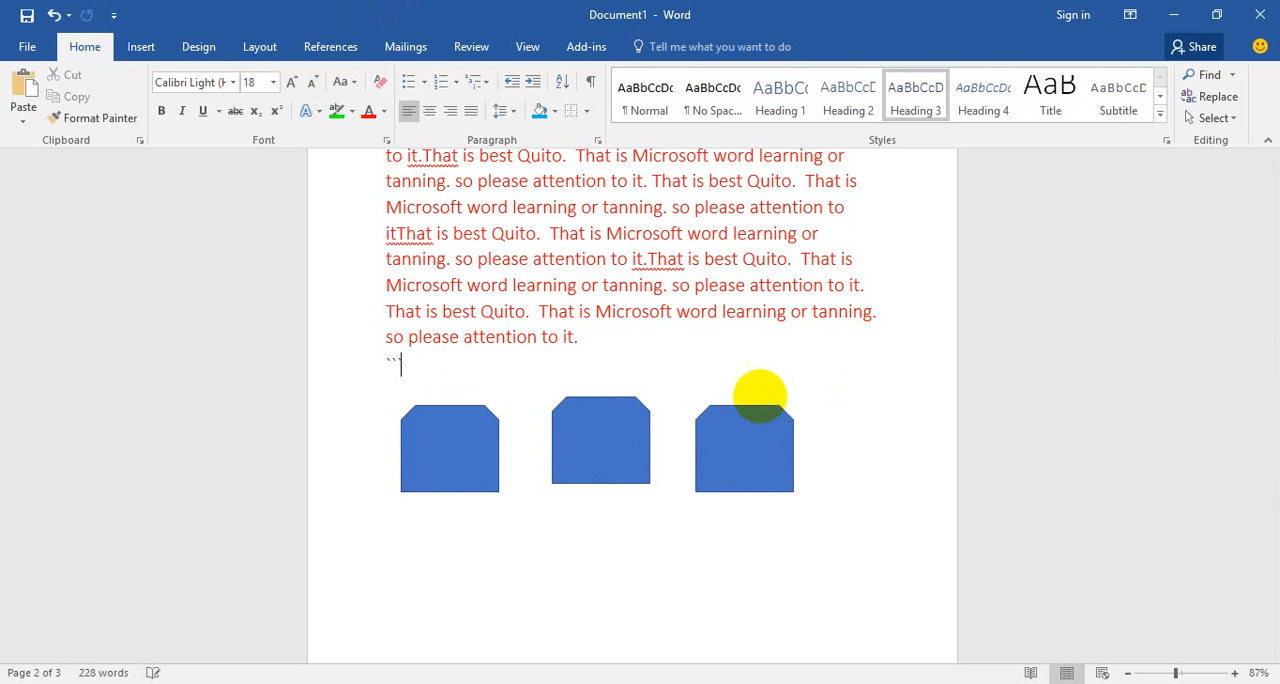 Document1 - Word
Sign in
File Home Insert Design Layout References Mailings Review View Add-ins Tell me what you want to do Share
Paste
Cut
Copy
Format Painter
Clipboard
Calibri Light (H 18
Aa
B I U abc x₂ x² A A
Font
Paragraph
AaBbCcDc AaBbCcDc AaBbCc AaBbCcC AaBbCcD AaBbCcDc AaB AaBbCcD
¶ Normal ¶ No Spac... Heading 1 Heading 2 Heading 3 Heading 4 Title Subtitle
Styles
Find
Replace
Select
Editing
to it.That is best Quito.  That is Microsoft word learning or
tanning. so please attention to it. That is best Quito.  That is
Microsoft word learning or tanning. so please attention to
itThat is best Quito.  That is Microsoft word learning or
tanning. so please attention to it.That is best Quito.  That is
Microsoft word learning or tanning. so please attention to it.
That is best Quito.  That is Microsoft word learning or tanning.
so please attention to it.
```
Page 2 of 3 228 words
87%